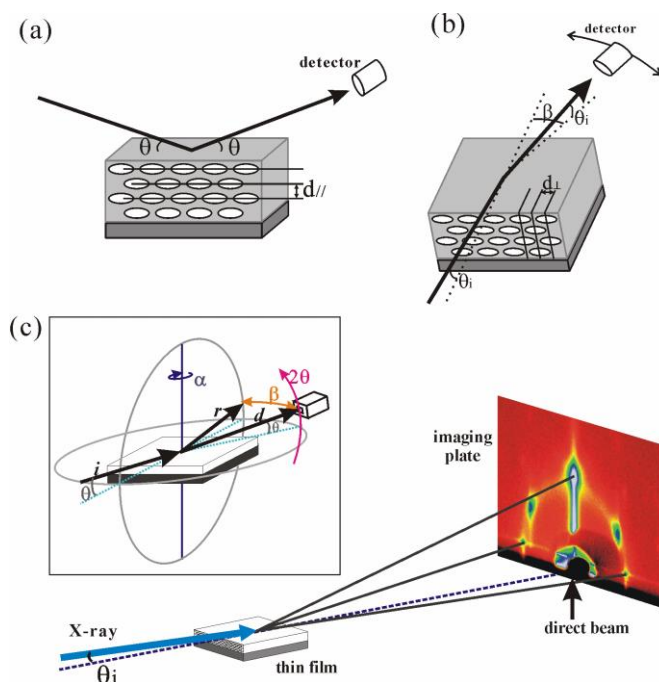 (a)
detector
θ θ
d//
(b)
detector
β
θi
d⊥
θi
(c)
α
2θ
β
r
d
θ
i
θ
imaging
plate
X-ray
θi
thin film
direct beam